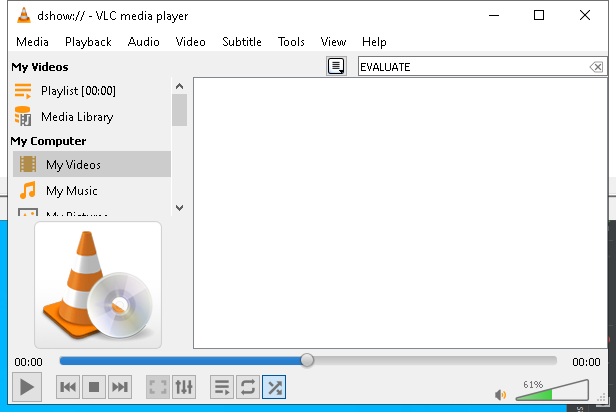 dshow:// - VLC media player
Media Playback Audio Video Subtitle Tools View Help
My Videos
EVALUATE
Playlist [00:00]
Media Library
My Computer
My Videos
My Music
My Pictures
00:00
00:00
61%